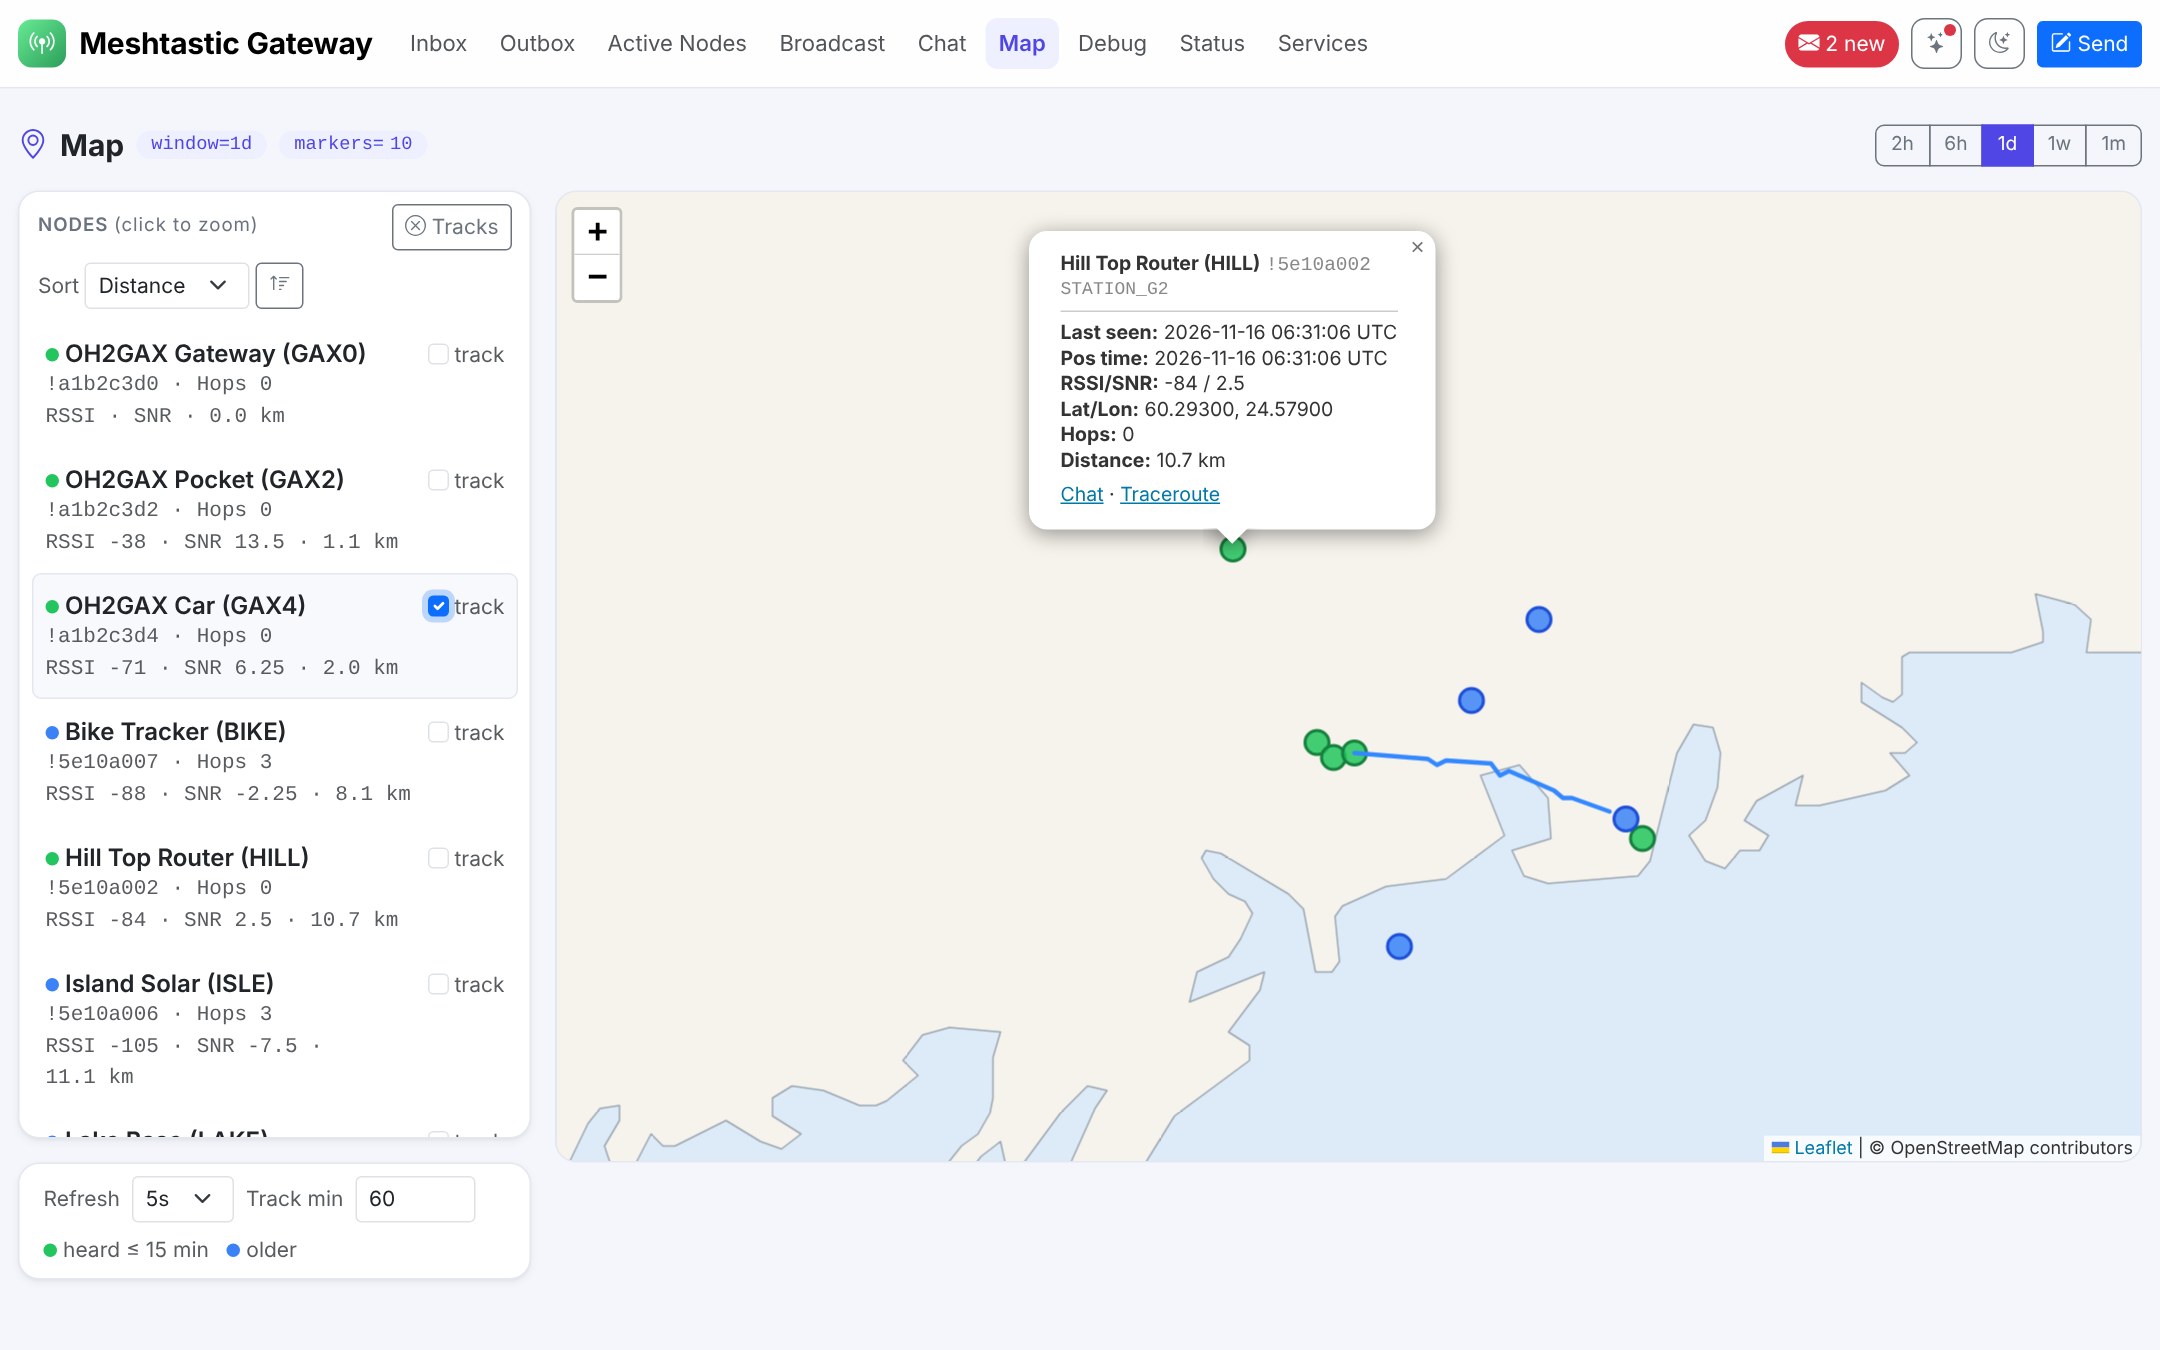 Meshtastic Gateway Inbox Outbox Active Nodes Broadcast Chat Map Debug Status Services 2 new Send
Map window=1d markers= 10 2h 6h 1d 1w 1m
NODES (click to zoom) Tracks
Sort Distance
OH2GAX Gateway (GAX0) track
!a1b2c3d0 · Hops 0
RSSI · SNR · 0.0 km
OH2GAX Pocket (GAX2) track
!a1b2c3d2 · Hops 0
RSSI -38 · SNR 13.5 · 1.1 km
OH2GAX Car (GAX4) track
!a1b2c3d4 · Hops 0
RSSI -71 · SNR 6.25 · 2.0 km
Bike Tracker (BIKE) track
!5e10a007 · Hops 3
RSSI -88 · SNR -2.25 · 8.1 km
Hill Top Router (HILL) track
!5e10a002 · Hops 0
RSSI -84 · SNR 2.5 · 10.7 km
Island Solar (ISLE) track
!5e10a006 · Hops 3
RSSI -105 · SNR -7.5 ·
11.1 km
Refresh 5s Track min 60
heard ≤ 15 min older
+
−
Hill Top Router (HILL) !5e10a002 ×
STATION_G2
Last seen: 2026-11-16 06:31:06 UTC
Pos time: 2026-11-16 06:31:06 UTC
RSSI/SNR: -84 / 2.5
Lat/Lon: 60.29300, 24.57900
Hops: 0
Distance: 10.7 km
Chat · Traceroute
Leaflet | © OpenStreetMap contributors